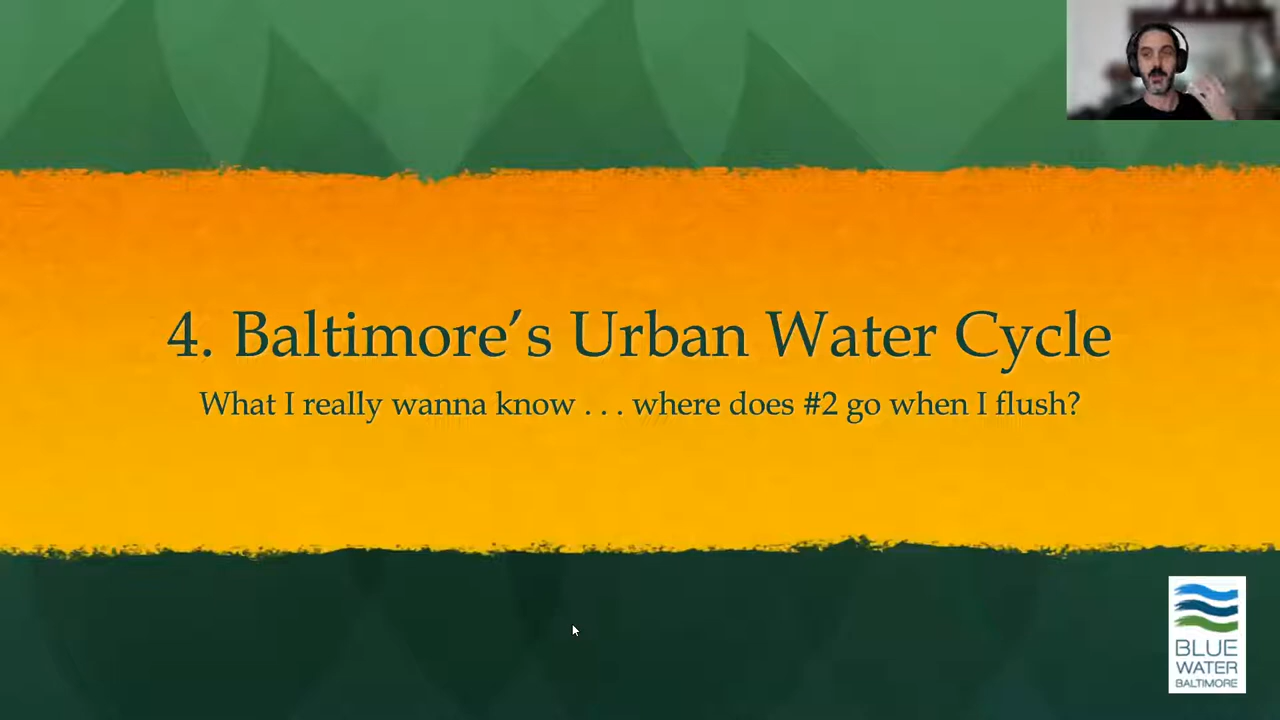 4. Baltimore’s Urban Water Cycle
What I really wanna know . . . where does #2 go when I flush?
BLUE
WATER
BALTIMORE